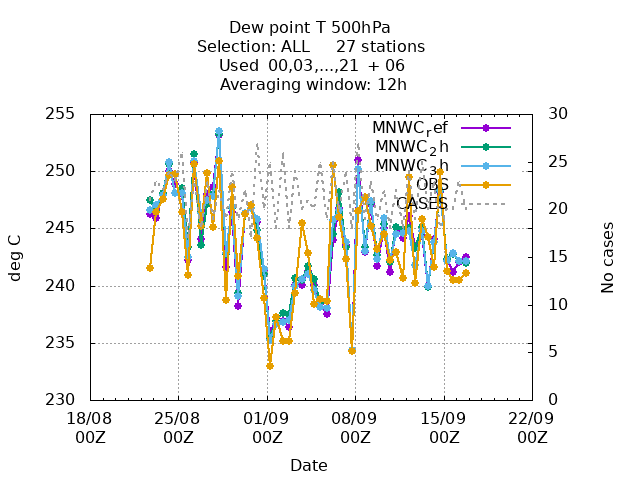 Dew point T 500hPa
Selection: ALL 27 stations
Used 00,03,...,21 + 06
Averaging window: 12h
255
250
245
240
235
230
deg C
30
25
20
15
10
5
0
No cases
MNWC_ref
MNWC_2h
MNWC_3h
OBS
CASES
18/08 25/08 01/09 08/09 15/09 22/09
00Z 00Z 00Z 00Z 00Z 00Z
Date